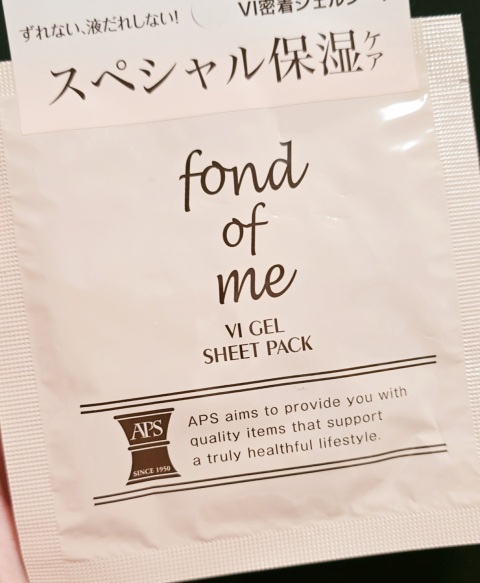 ずれない、液だれしない!
VI密着ジェルシート
スペシャル保湿ケア
fond
of
me
VI GEL
SHEET PACK
APS
SINCE 1950
APS aims to provide you with
quality items that support
a truly healthful lifestyle.